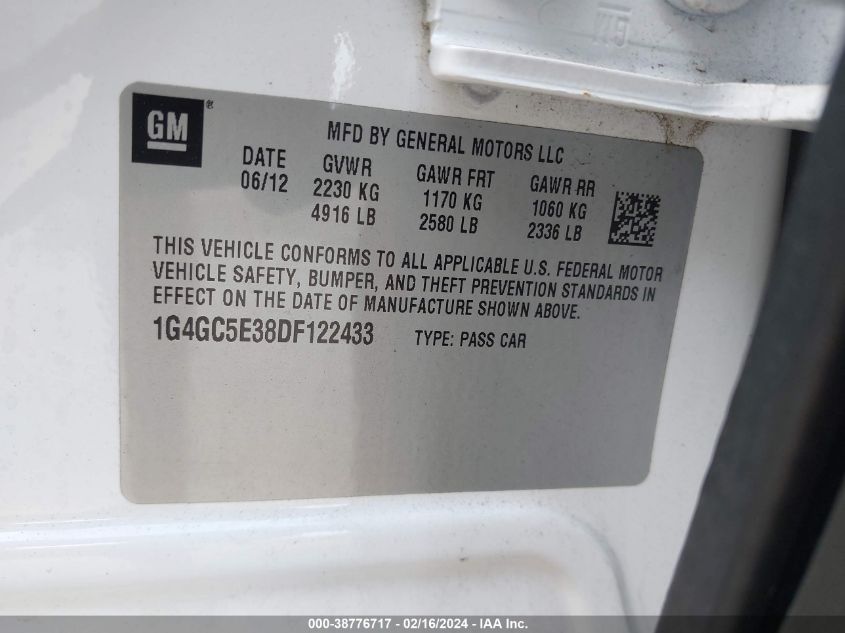 GM
GM ®
MFD BY GENERAL MOTORS LLC
DATE GVWR GAWR FRT GAWR RR
06/12 2230 KG 1170 KG 1060 KG
4916 LB 2580 LB 2336 LB
THIS VEHICLE CONFORMS TO ALL APPLICABLE U.S. FEDERAL MOTOR
VEHICLE SAFETY, BUMPER, AND THEFT PREVENTION STANDARDS IN
EFFECT ON THE DATE OF MANUFACTURE SHOWN ABOVE.
1G4GC5E38DF122433 TYPE: PASS CAR
000-38776717 - 02/16/2024 - IAA Inc.